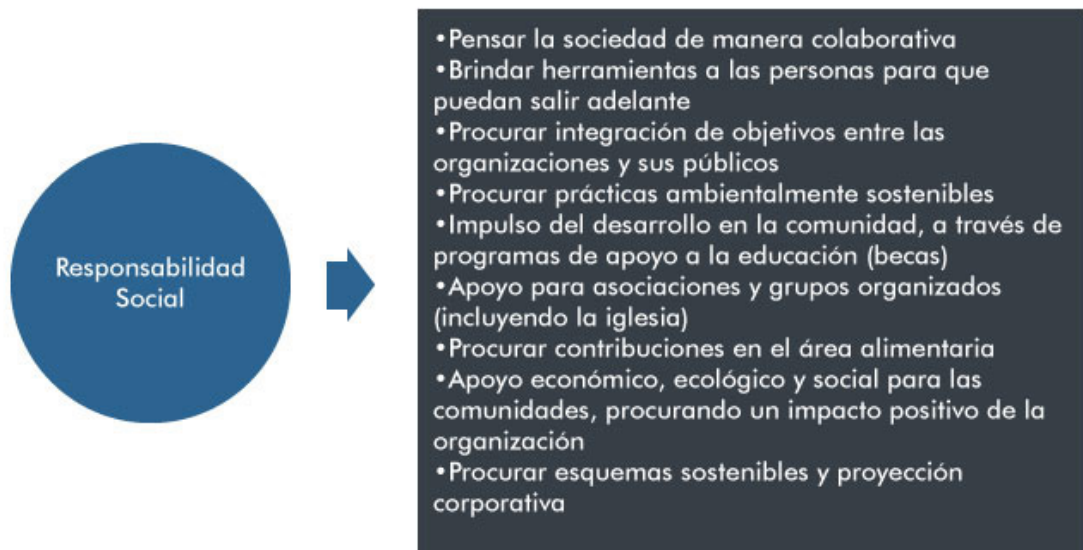 Responsabilidad
Social
•Pensar la sociedad de manera colaborativa
•Brindar herramientas a las personas para que
puedan salir adelante
•Procurar integración de objetivos entre las
organizaciones y sus públicos
•Procurar prácticas ambientalmente sostenibles
•Impulso del desarrollo en la comunidad, a través de
programas de apoyo a la educación (becas)
•Apoyo para asociaciones y grupos organizados
(incluyendo la iglesia)
•Procurar contribuciones en el área alimentaria
•Apoyo económico, ecológico y social para las
comunidades, procurando un impacto positivo de la
organización
•Procurar esquemas sostenibles y proyección
corporativa